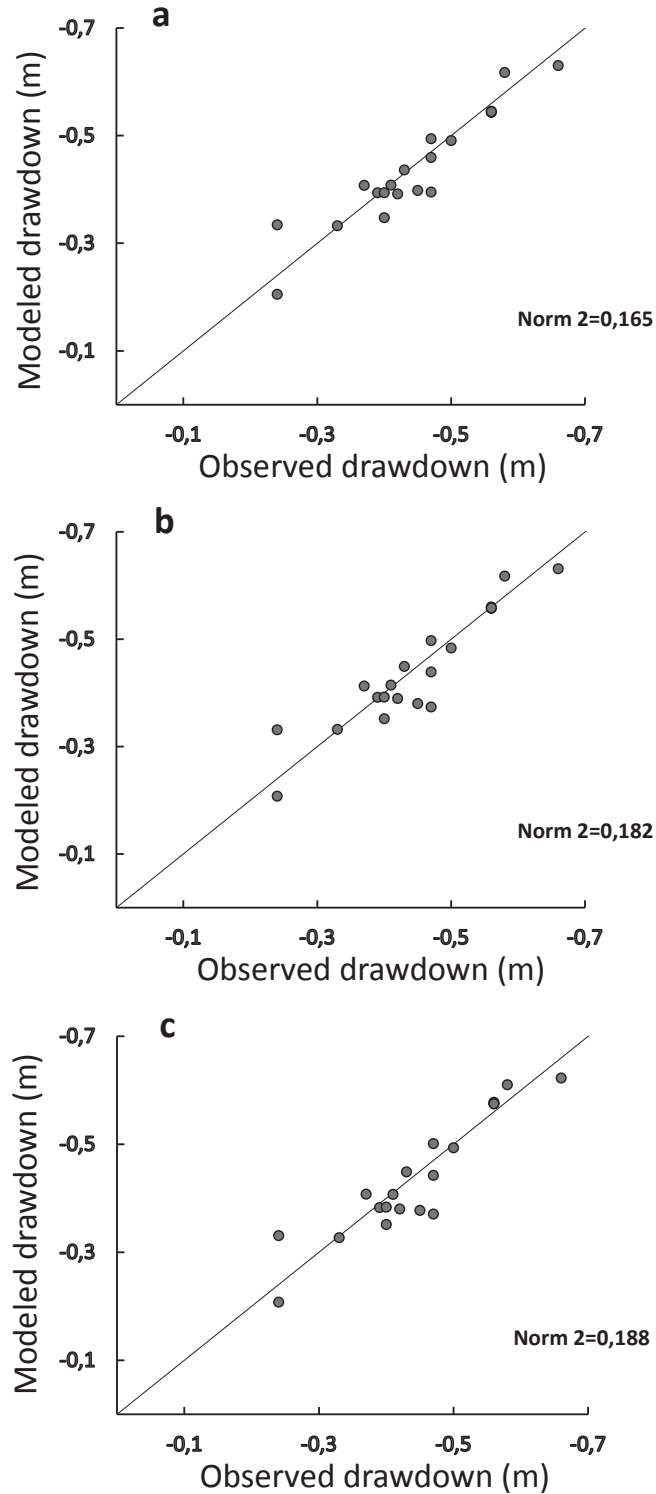 a
-0,7
-0,5
-0,3
-0,1
Modeled drawdown (m)
Norm 2=0,165
-0,1 -0,3 -0,5 -0,7
Observed drawdown (m)
b
-0,7
-0,5
-0,3
-0,1
Modeled drawdown (m)
Norm 2=0,182
-0,1 -0,3 -0,5 -0,7
Observed drawdown (m)
c
-0,7
-0,5
-0,3
-0,1
Modeled drawdown (m)
Norm 2=0,188
-0,1 -0,3 -0,5 -0,7
Observed drawdown (m)